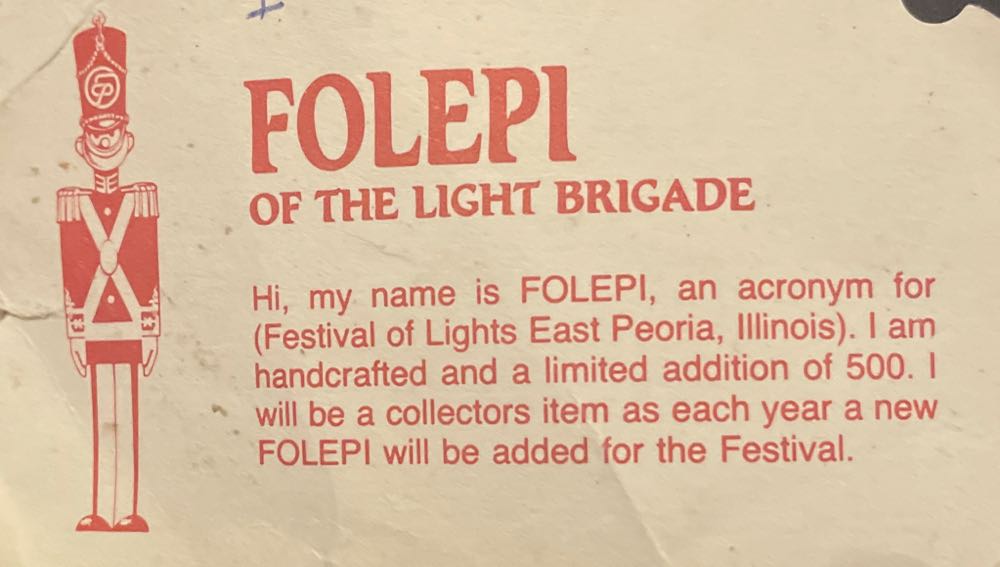 FOLEPI
OF THE LIGHT BRIGADE
Hi, my name is FOLEPI, an acronym for
(Festival of Lights East Peoria, Illinois). I am
handcrafted and a limited addition of 500. I
will be a collectors item as each year a new
FOLEPI will be added for the Festival.